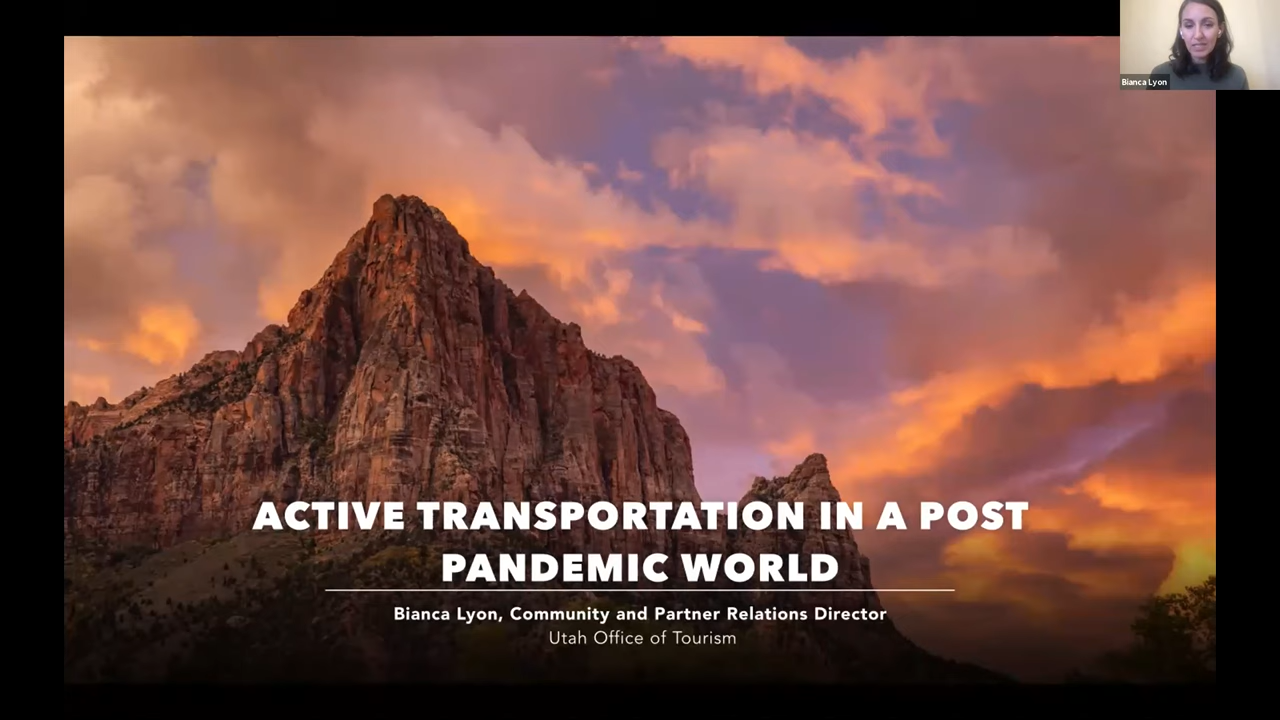 Bianca Lyon
ACTIVE TRANSPORTATION IN A POST
PANDEMIC WORLD
Bianca Lyon, Community and Partner Relations Director
Utah Office of Tourism